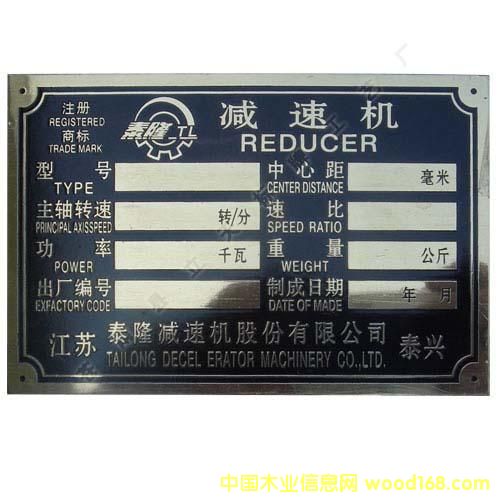 注册
REGISTERED
商标
TRADE MARK
泰隆 TL
减速机
REDUCER
型号
TYPE
中心距 毫米
CENTER DISTANCE
主轴转速 转/分
PRINCIPAL AXISSPEED
速比
SPEED RATIO
功率 千瓦
POWER
重量 公斤
WEIGHT
出厂编号
EXFACTORY CODE
制成日期 年 月
DATE OF MADE
江苏 泰隆减速机股份有限公司 泰兴
TAILONG DECEL ERATOR MACHINERY CO.,LTD.
中国木业信息网 wood168.com